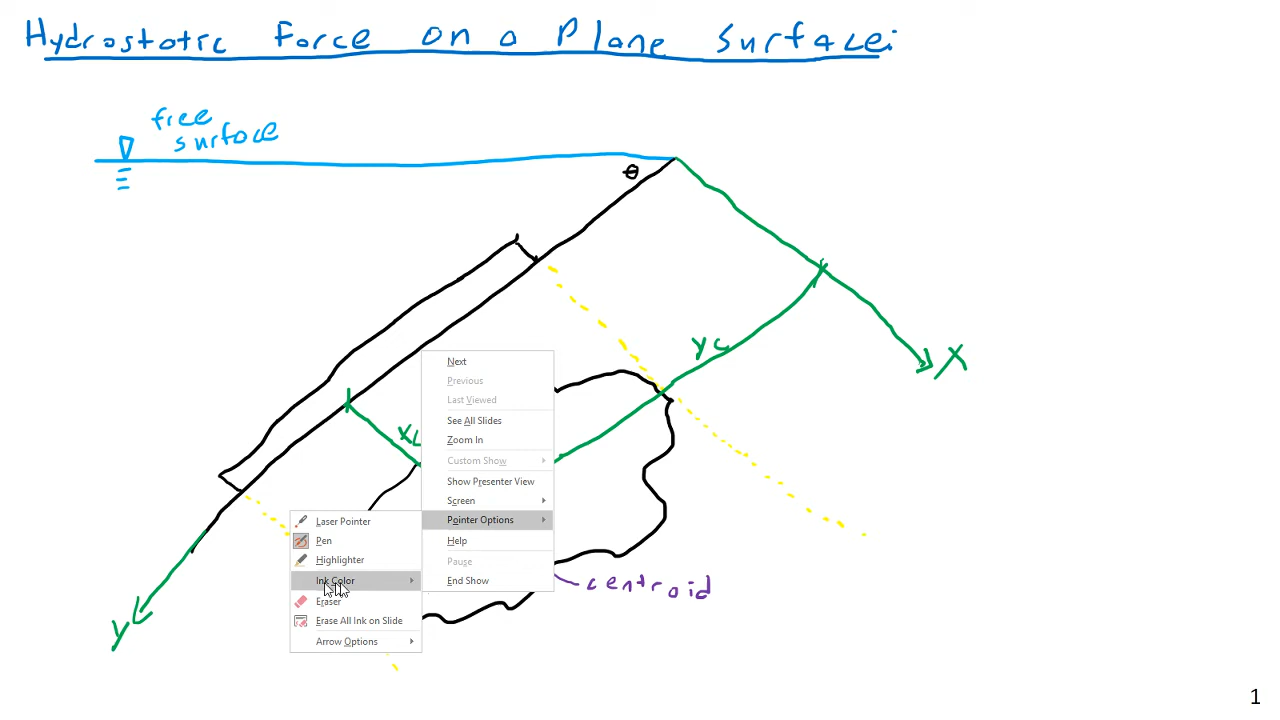 Hydrostatic Force on a Plane Surface:
free
surface
θ
yc
X
Xc
Next
Previous
Last Viewed
See All Slides
Zoom In
Custom Show
Show Presenter View
Screen
Pointer Options
Help
Pause
End Show
Laser Pointer
Pen
Highlighter
Ink Color
Eraser
Erase All Ink on Slide
Arrow Options
centroid
y
1